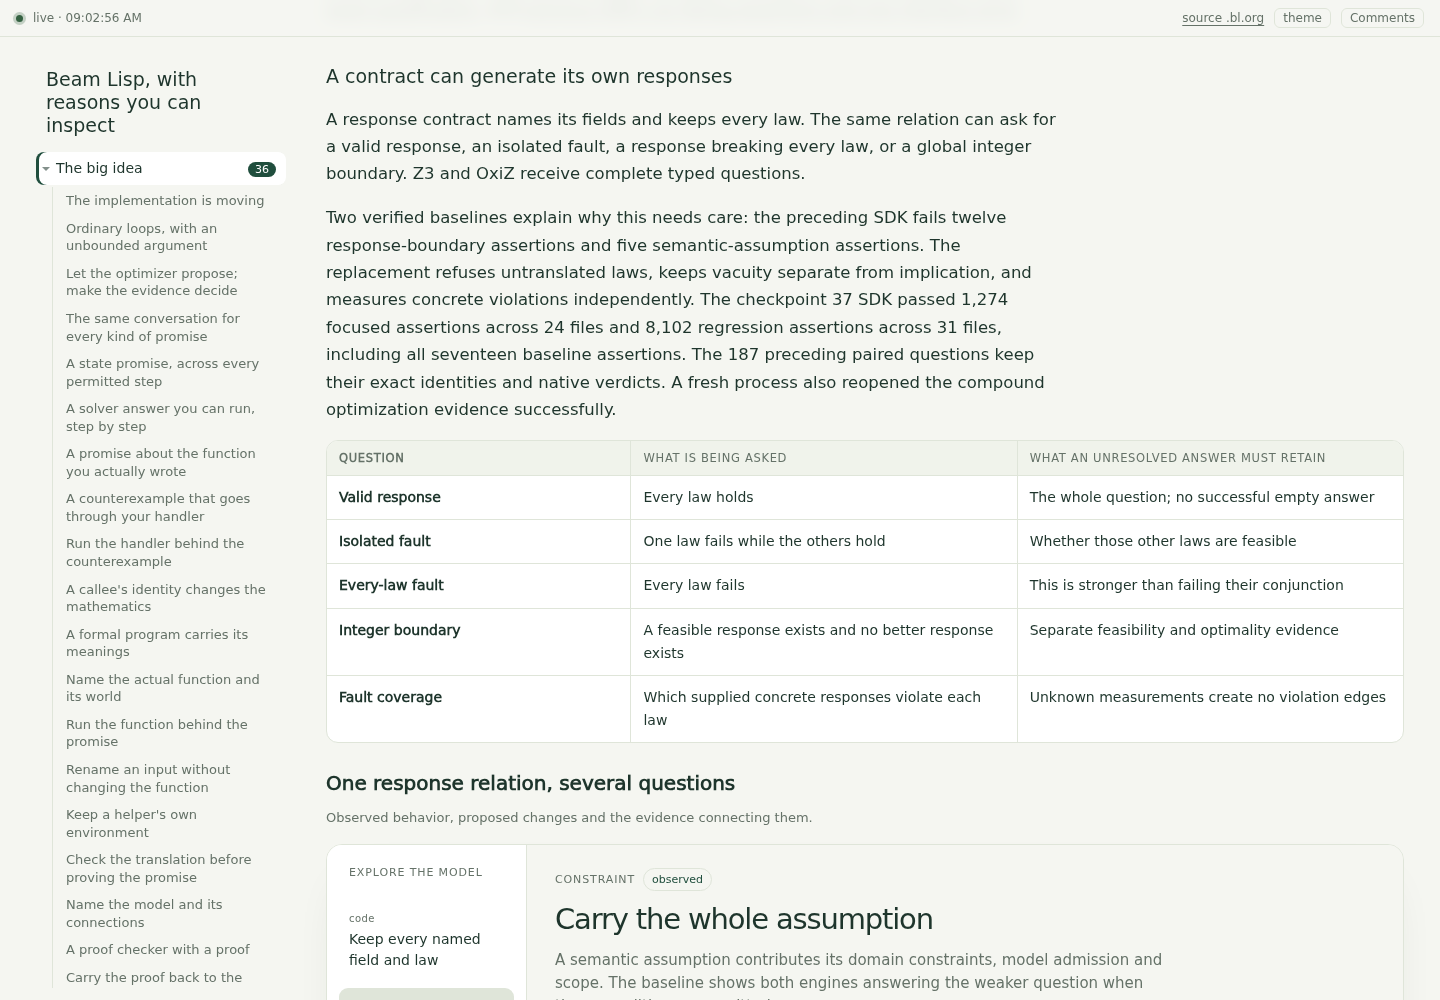 live · 09:02:56 AM
source .bl.org
theme
Comments
Beam Lisp, with
reasons you can
inspect
The big idea
36
The implementation is moving
Ordinary loops, with an
unbounded argument
Let the optimizer propose;
make the evidence decide
The same conversation for
every kind of promise
A state promise, across every
permitted step
A solver answer you can run,
step by step
A promise about the function
you actually wrote
A counterexample that goes
through your handler
Run the handler behind the
counterexample
A callee's identity changes the
mathematics
A formal program carries its
meanings
Name the actual function and
its world
Run the function behind the
promise
Rename an input without
changing the function
Keep a helper's own
environment
Check the translation before
proving the promise
Name the model and its
connections
A proof checker with a proof
Carry the proof back to the
A contract can generate its own responses
A response contract names its fields and keeps every law. The same relation can ask for
a valid response, an isolated fault, a response breaking every law, or a global integer
boundary. Z3 and OxiZ receive complete typed questions.
Two verified baselines explain why this needs care: the preceding SDK fails twelve
response-boundary assertions and five semantic-assumption assertions. The
replacement refuses untranslated laws, keeps vacuity separate from implication, and
measures concrete violations independently. The checkpoint 37 SDK passed 1,274
focused assertions across 24 files and 8,102 regression assertions across 31 files,
including all seventeen baseline assertions. The 187 preceding paired questions keep
their exact identities and native verdicts. A fresh process also reopened the compound
optimization evidence successfully.
QUESTION
WHAT IS BEING ASKED
WHAT AN UNRESOLVED ANSWER MUST RETAIN
Valid response
Every law holds
The whole question; no successful empty answer
Isolated fault
One law fails while the others hold
Whether those other laws are feasible
Every-law fault
Every law fails
This is stronger than failing their conjunction
Integer boundary
A feasible response exists and no better response
exists
Separate feasibility and optimality evidence
Fault coverage
Which supplied concrete responses violate each
law
Unknown measurements create no violation edges
One response relation, several questions
Observed behavior, proposed changes and the evidence connecting them.
EXPLORE THE MODEL
code
Keep every named
field and law
CONSTRAINT
observed
Carry the whole assumption
A semantic assumption contributes its domain constraints, model admission and
scope. The baseline shows both engines answering the weaker question when